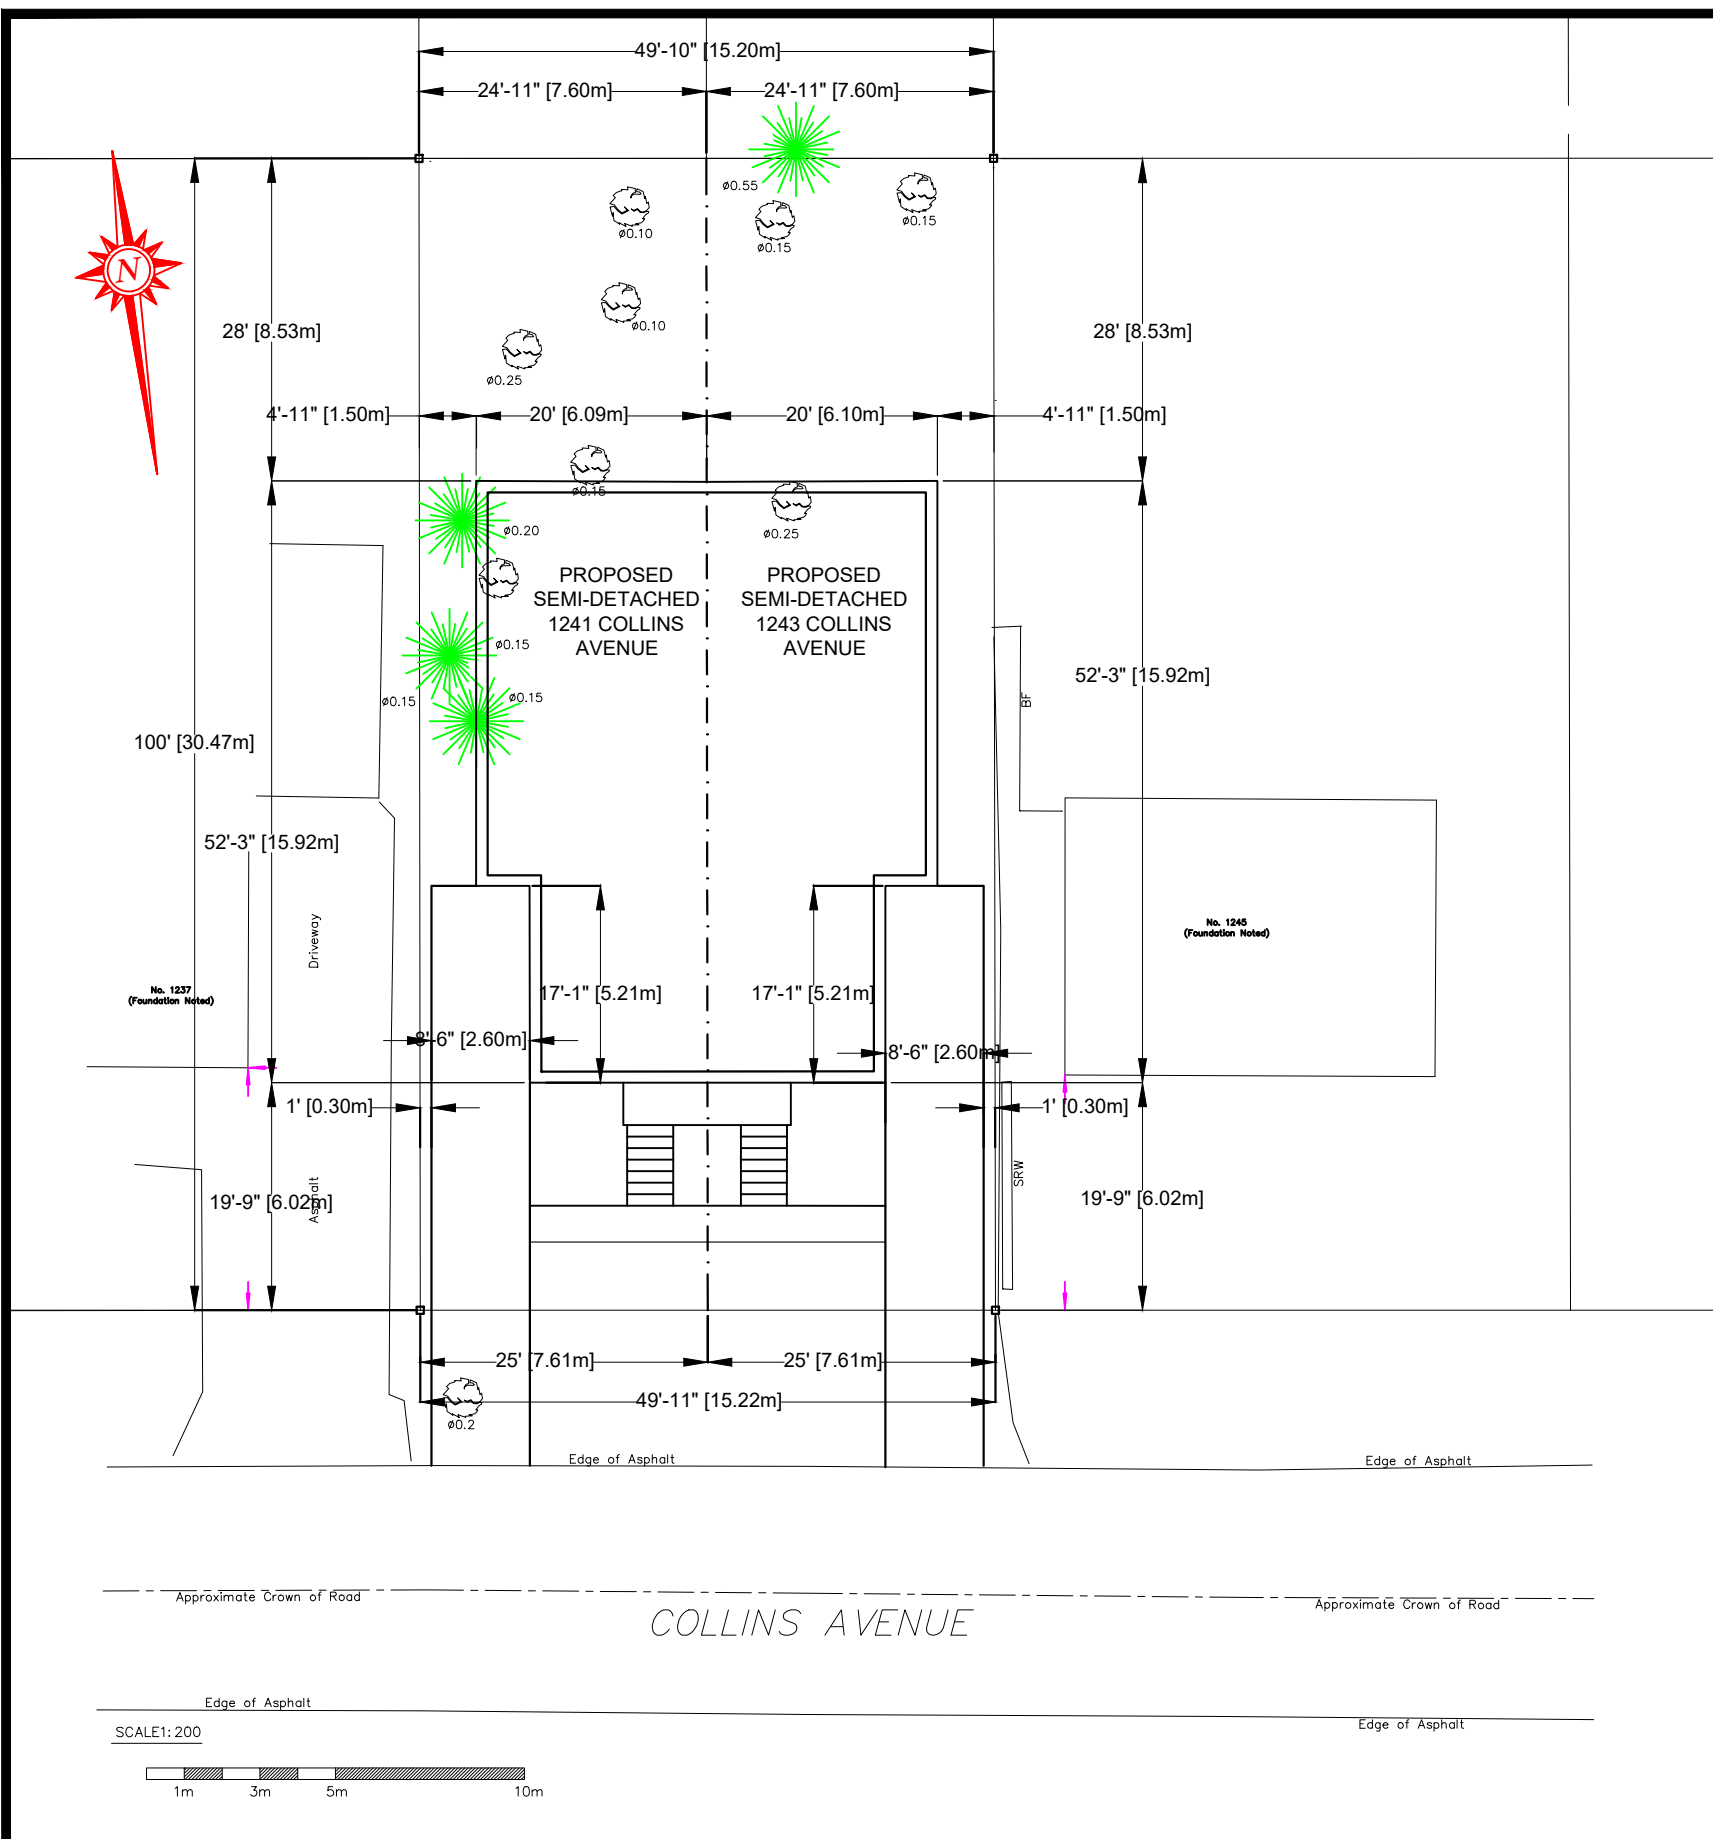 49'-10" [15.20m]
24'-11" [7.60m] 24'-11" [7.60m]
ø0.55
ø0.15
ø0.10
ø0.15
N
ø0.10
28' [8.53m] 28' [8.53m]
ø0.25
4'-11" [1.50m] 20' [6.09m] 20' [6.10m] 4'-11" [1.50m]
ø0.15
ø0.20
ø0.25
PROPOSED
SEMI-DETACHED
1241 COLLINS
AVENUE
PROPOSED
SEMI-DETACHED
1243 COLLINS
AVENUE
ø0.15
52'-3" [15.92m]
ø0.15
ø0.15
BF
100' [30.47m]
52'-3" [15.92m]
Driveway
No. 1245
(Foundation Noted)
No. 1237
(Foundation Noted)
17'-1" [5.21m] 17'-1" [5.21m]
8'-6" [2.60m] 8'-6" [2.60m]
1' [0.30m] 1' [0.30m]
SRW
19'-9" [6.02m] 19'-9" [6.02m]
Asphalt
25' [7.61m] 25' [7.61m]
49'-11" [15.22m]
ø0.2
Edge of Asphalt Edge of Asphalt
Approximate Crown of Road Approximate Crown of Road
COLLINS AVENUE
Edge of Asphalt Edge of Asphalt
SCALE1:200
1m 3m 5m 10m